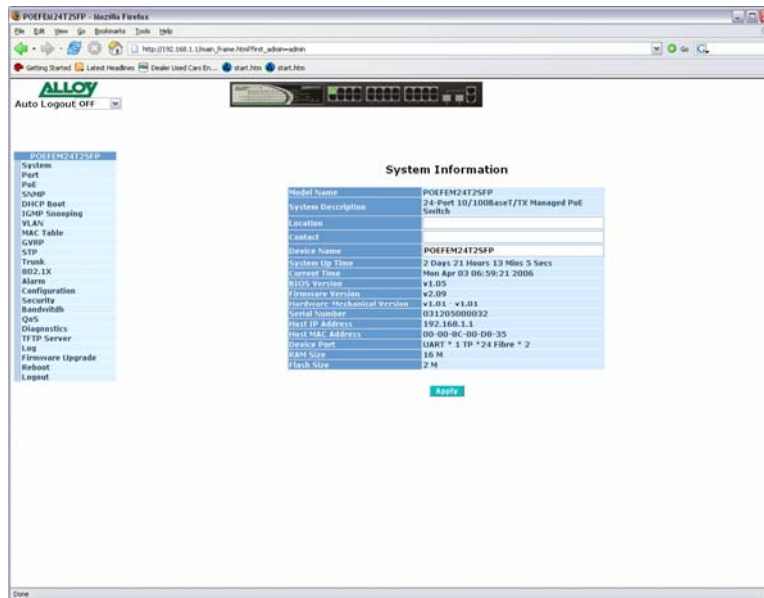 POEFEM24T2SFP - Mozilla Firefox
File Edit View Go Bookmarks Tools Help
http://192.168.1.1/main_frame.html?first_admin=admin
Getting Started Latest Headlines Dealer Used Cars En... start.htm start.htm
ALLOY
Auto Logout OFF
POEFEM24T2SFP
System
Port
PoE
SNMP
DHCP Boot
IGMP Snooping
VLAN
MAC Table
GVRP
STP
Trunk
802.1X
Alarm
Configuration
Security
Bandwitdh
QoS
Diagnostics
TFTP Server
Log
Firmware Upgrade
Reboot
Logout
System Information
Model Name POEFEM24T2SFP
System Description 24-Port 10/100BaseT/TX Managed PoE Switch
Location
Contact
Device Name POEFEM24T2SFP
System Up Time 2 Days 21 Hours 13 Mins 5 Secs
Current Time Mon Apr 03 06:59:21 2006
BIOS Version v1.05
Firmware Version v2.09
Hardware-Mechanical Version v1.01 - v1.01
Serial Number 031205000032
Host IP Address 192.168.1.1
Host MAC Address 00-00-8C-00-D8-35
Device Port UART * 1 TP *24 Fibre * 2
RAM Size 16 M
Flash Size 2 M
Apply
Done